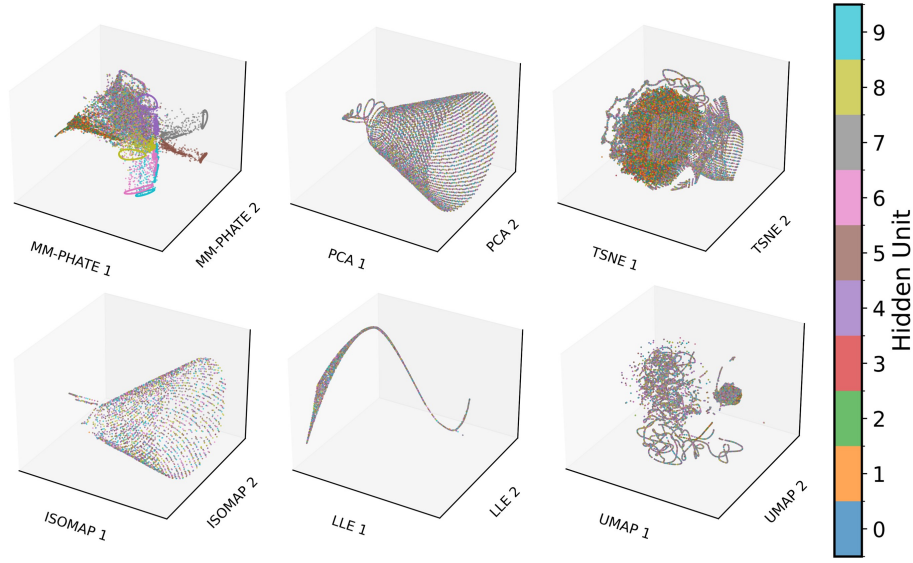 MM-PHATE 1
MM-PHATE 2
PCA 1
PCA 2
TSNE 1
TSNE 2
ISOMAP 1
ISOMAP 2
LLE 1
LLE 2
UMAP 1
UMAP 2
9
8
7
6
5
4
3
2
1
0
Hidden Unit